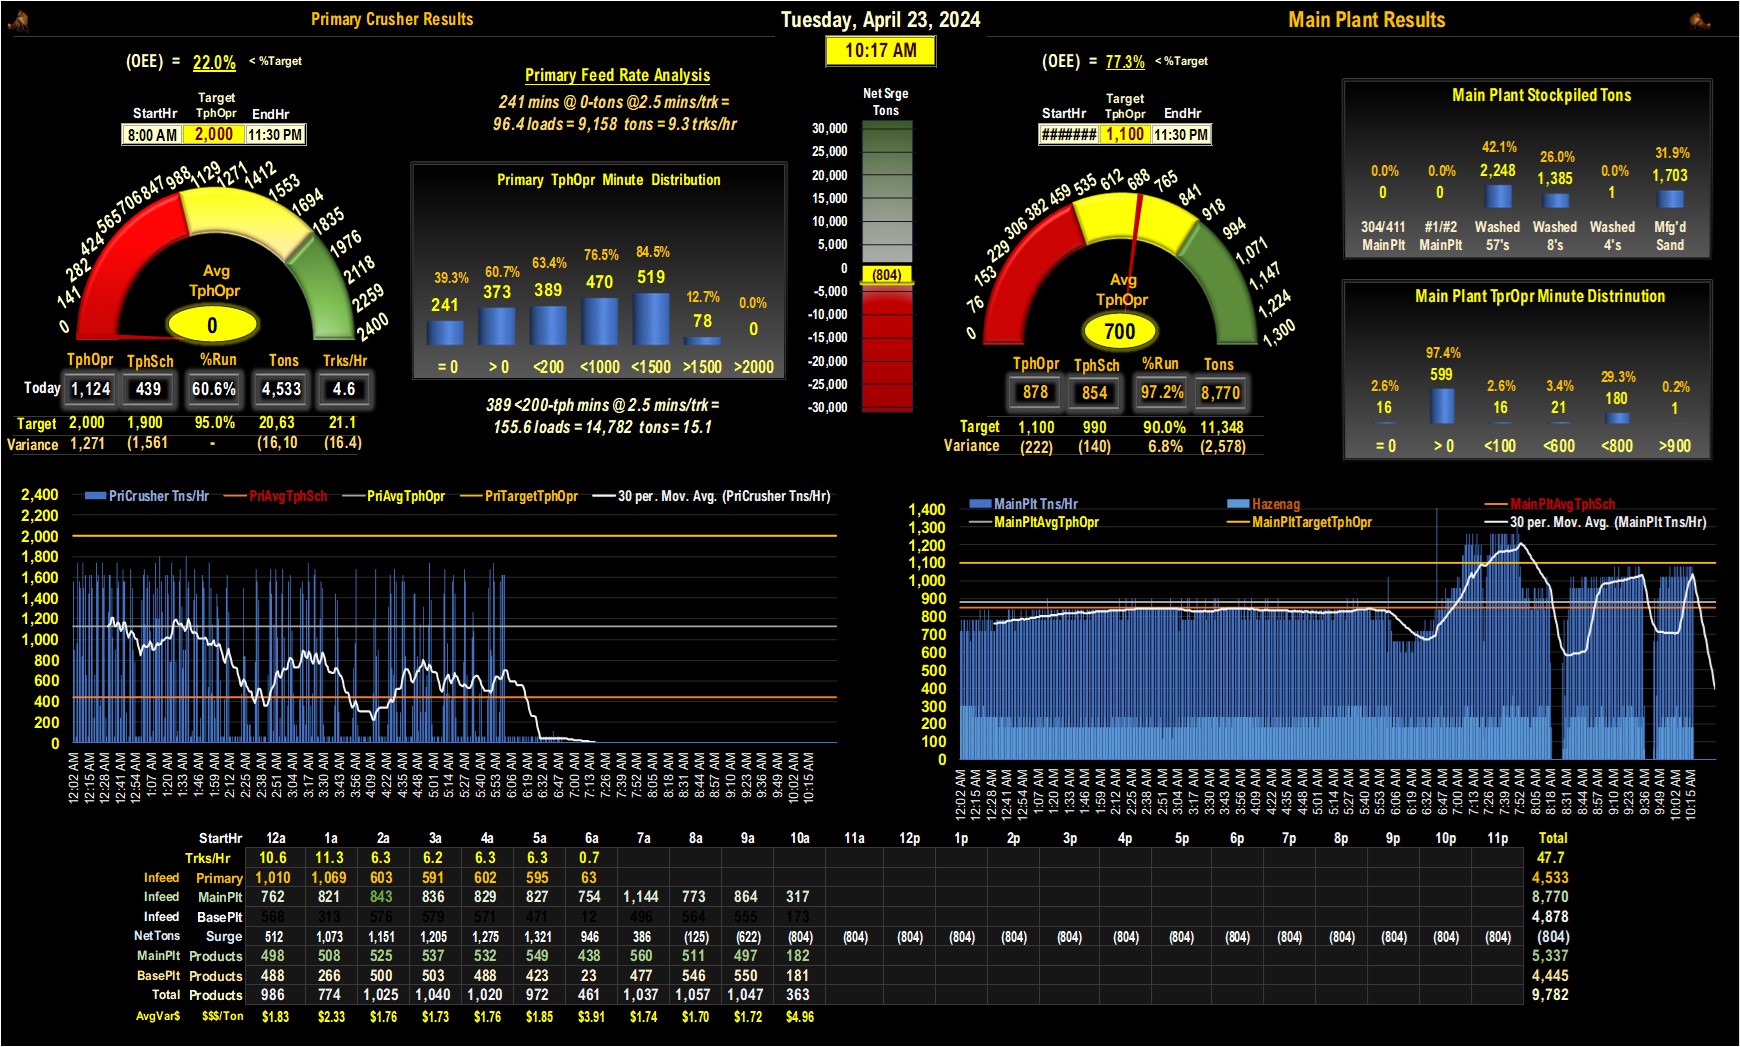 Primary Crusher Results
Tuesday, April 23, 2024
Main Plant Results
10:17 AM
(OEE) = 22.0% < %Target
Target
StartHr TphOpr EndHr
8:00 AM 2,000 11:30 PM
Primary Feed Rate Analysis
241 mins @ 0-tons @2.5 mins/trk =
96.4 loads = 9,158 tons = 9.3 trks/hr
0 141 282 424 565 706 847 988 1129 1271 1412 1553 1694 1835 1976 2118 2259 2400
Avg
TphOpr
0
TphOpr TphSch %Run Tons Trks/Hr
Today 1,124 439 60.6% 4,533 4.6
Target 2,000 1,900 95.0% 20,63 21.1
Variance 1,271 (1,561 - (16,10 (16.4)
Primary TphOpr Minute Distribution
39.3% 60.7% 63.4% 76.5% 84.5% 12.7% 0.0%
241 373 389 470 519 78 0
= 0 > 0 <200 <1000 <1500 >1500 >2000
389 <200-tph mins @ 2.5 mins/trk =
155.6 loads = 14,782 tons = 15.1
Net Srge
Tons
30,000
25,000
20,000
15,000
10,000
5,000
0
(804)
-5,000
-10,000
-15,000
-20,000
-25,000
-30,000
(OEE) = 77.3% < %Target
Target
StartHr TphOpr EndHr
####### 1,100 11:30 PM
0 76 153 229 306 382 459 535 612 688 765 841 918 994 1,071 1,147 1,224 1,300
Avg
TphOpr
700
TphOpr TphSch %Run Tons
878 854 97.2% 8,770
Target 1,100 990 90.0% 11,348
Variance (222) (140) 6.8% (2,578)
Main Plant Stockpiled Tons
0.0% 0.0% 42.1% 26.0% 0.0% 31.9%
0 0 2,248 1,385 1 1,703
304/411 #1/#2 Washed Washed Washed Mfg'd
MainPlt MainPlt 57's 8's 4's Sand
Main Plant TprOpr Minute Distrinution
2.6% 97.4% 2.6% 3.4% 29.3% 0.2%
16 599 16 21 180 1
= 0 > 0 <100 <600 <800 >900
PriCrusher Tns/Hr PriAvgTphSch PriAvgTphOpr PriTargetTphOpr 30 per. Mov. Avg. (PriCrusher Tns/Hr)
2,400
2,200
2,000
1,800
1,600
1,400
1,200
1,000
800
600
400
200
0
12:02 AM 12:15 AM 12:28 AM 12:41 AM 12:54 AM 1:07 AM 1:20 AM 1:33 AM 1:46 AM 1:59 AM 2:12 AM 2:25 AM 2:38 AM 2:51 AM 3:04 AM 3:17 AM 3:30 AM 3:43 AM 3:56 AM 4:09 AM 4:22 AM 4:35 AM 4:48 AM 5:01 AM 5:14 AM 5:27 AM 5:40 AM 5:53 AM 6:06 AM 6:19 AM 6:32 AM 6:47 AM 7:00 AM 7:13 AM 7:26 AM 7:39 AM 7:52 AM 8:05 AM 8:18 AM 8:31 AM 8:44 AM 8:57 AM 9:10 AM 9:23 AM 9:36 AM 9:49 AM 10:02 AM 10:15 AM
MainPlt Tns/Hr Hazenag MainPltAvgTphSch
MainPltAvgTphOpr MainPltTargetTphOpr 30 per. Mov. Avg. (MainPlt Tns/Hr)
1,400
1,300
1,200
1,100
1,000
900
800
700
600
500
400
300
200
100
0
12:02 AM 12:15 AM 12:28 AM 12:41 AM 12:54 AM 1:07 AM 1:20 AM 1:33 AM 1:46 AM 1:59 AM 2:12 AM 2:25 AM 2:38 AM 2:51 AM 3:04 AM 3:17 AM 3:30 AM 3:43 AM 3:56 AM 4:09 AM 4:22 AM 4:35 AM 4:48 AM 5:01 AM 5:14 AM 5:27 AM 5:40 AM 5:53 AM 6:06 AM 6:19 AM 6:32 AM 6:47 AM 7:00 AM 7:13 AM 7:26 AM 7:39 AM 7:52 AM 8:05 AM 8:18 AM 8:31 AM 8:44 AM 8:57 AM 9:10 AM 9:23 AM 9:36 AM 9:49 AM 10:02 AM 10:15 AM
StartHr 12a 1a 2a 3a 4a 5a 6a 7a 8a 9a 10a 11a 12p 1p 2p 3p 4p 5p 6p 7p 8p 9p 10p 11p Total
Trks/Hr 10.6 11.3 6.3 6.2 6.3 6.3 0.7 47.7
Infeed Primary 1,010 1,069 603 591 602 595 63 4,533
Infeed MainPlt 762 821 843 836 829 827 754 1,144 773 864 317 8,770
Infeed BasePlt 568 313 576 579 571 471 12 496 564 555 173 4,878
NetTons Surge 512 1,073 1,151 1,205 1,275 1,321 946 386 (125) (622) (804) (804) (804) (804) (804) (804) (804) (804) (804) (804) (804) (804) (804) (804) (804)
MainPlt Products 498 508 525 537 532 549 438 560 511 497 182 5,337
BasePlt Products 488 266 500 503 488 423 23 477 546 550 181 4,445
Total Products 986 774 1,025 1,040 1,020 972 461 1,037 1,057 1,047 363 9,782
AvgVar$ $$$/Ton $1.83 $2.33 $1.76 $1.73 $1.76 $1.85 $3.91 $1.74 $1.70 $1.72 $4.96